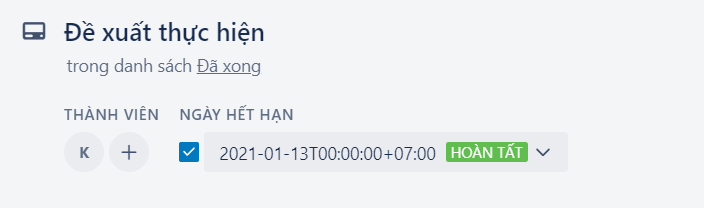 Đề xuất thực hiện
trong danh sách Đã xong
THÀNH VIÊN NGÀY HẾT HẠN
K + 2021-01-13T00:00:00+07:00 HOÀN TẤT